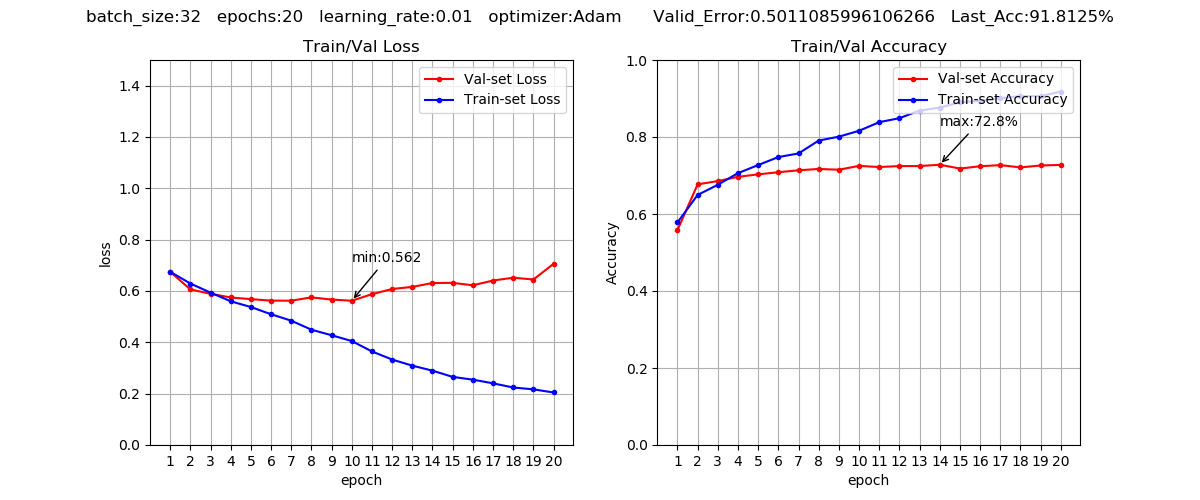 batch_size:32 epochs:20 learning_rate:0.01 optimizer:Adam Valid_Error:0.5011085996106266 Last_Acc:91.8125%
Train/Val Loss
Val-set Loss
Train-set Loss
1.4
1.2
1.0
0.8
0.6
0.4
0.2
0.0
loss
min:0.562
1 2 3 4 5 6 7 8 9 10 11 12 13 14 15 16 17 18 19 20
epoch
Train/Val Accuracy
Val-set Accuracy
Train-set Accuracy
1.0
0.8
0.6
0.4
0.2
0.0
Accuracy
max:72.8%
1 2 3 4 5 6 7 8 9 10 11 12 13 14 15 16 17 18 19 20
epoch